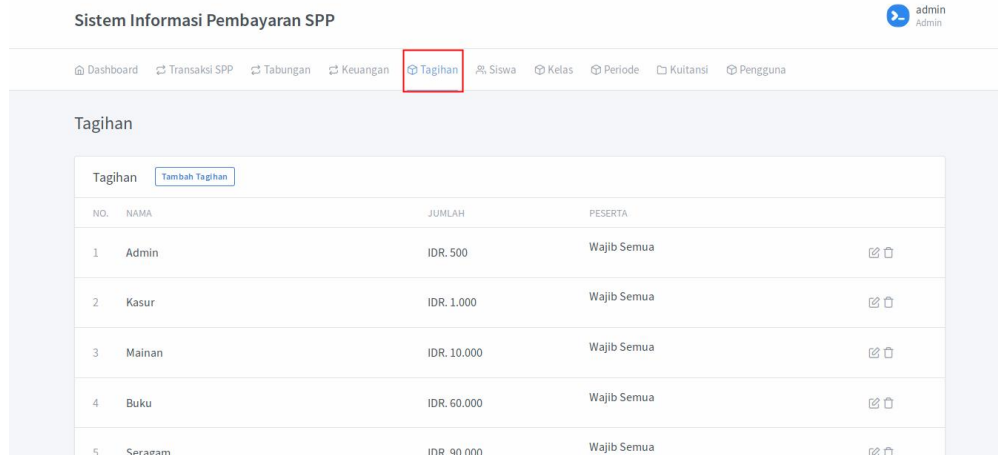 Sistem Informasi Pembayaran SPP
admin
Admin
Dashboard Transaksi SPP Tabungan Keuangan Tagihan Siswa Kelas Periode Kuitansi Pengguna
Tagihan
Tagihan Tambah Tagihan
NO. NAMA JUMLAH PESERTA
1 Admin IDR. 500 Wajib Semua
2 Kasur IDR. 1.000 Wajib Semua
3 Mainan IDR. 10.000 Wajib Semua
4 Buku IDR. 60.000 Wajib Semua
5 Seragam IDR. 90.000 Wajib Semua